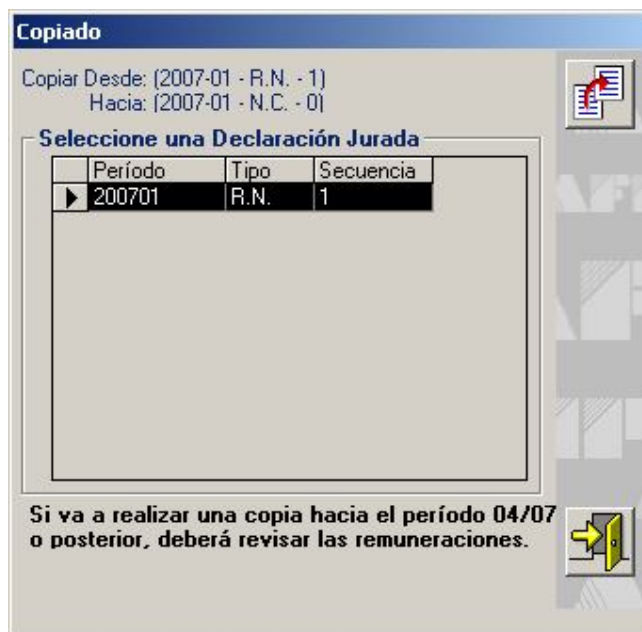 Copiado
Copiar Desde: (2007-01 - R.N. - 1)
Hacia: (2007-01 - N.C. - 0)
Seleccione una Declaración Jurada
Período Tipo Secuencia
200701 R.N. 1
Si va a realizar una copia hacia el período 04/07
o posterior, deberá revisar las remuneraciones.